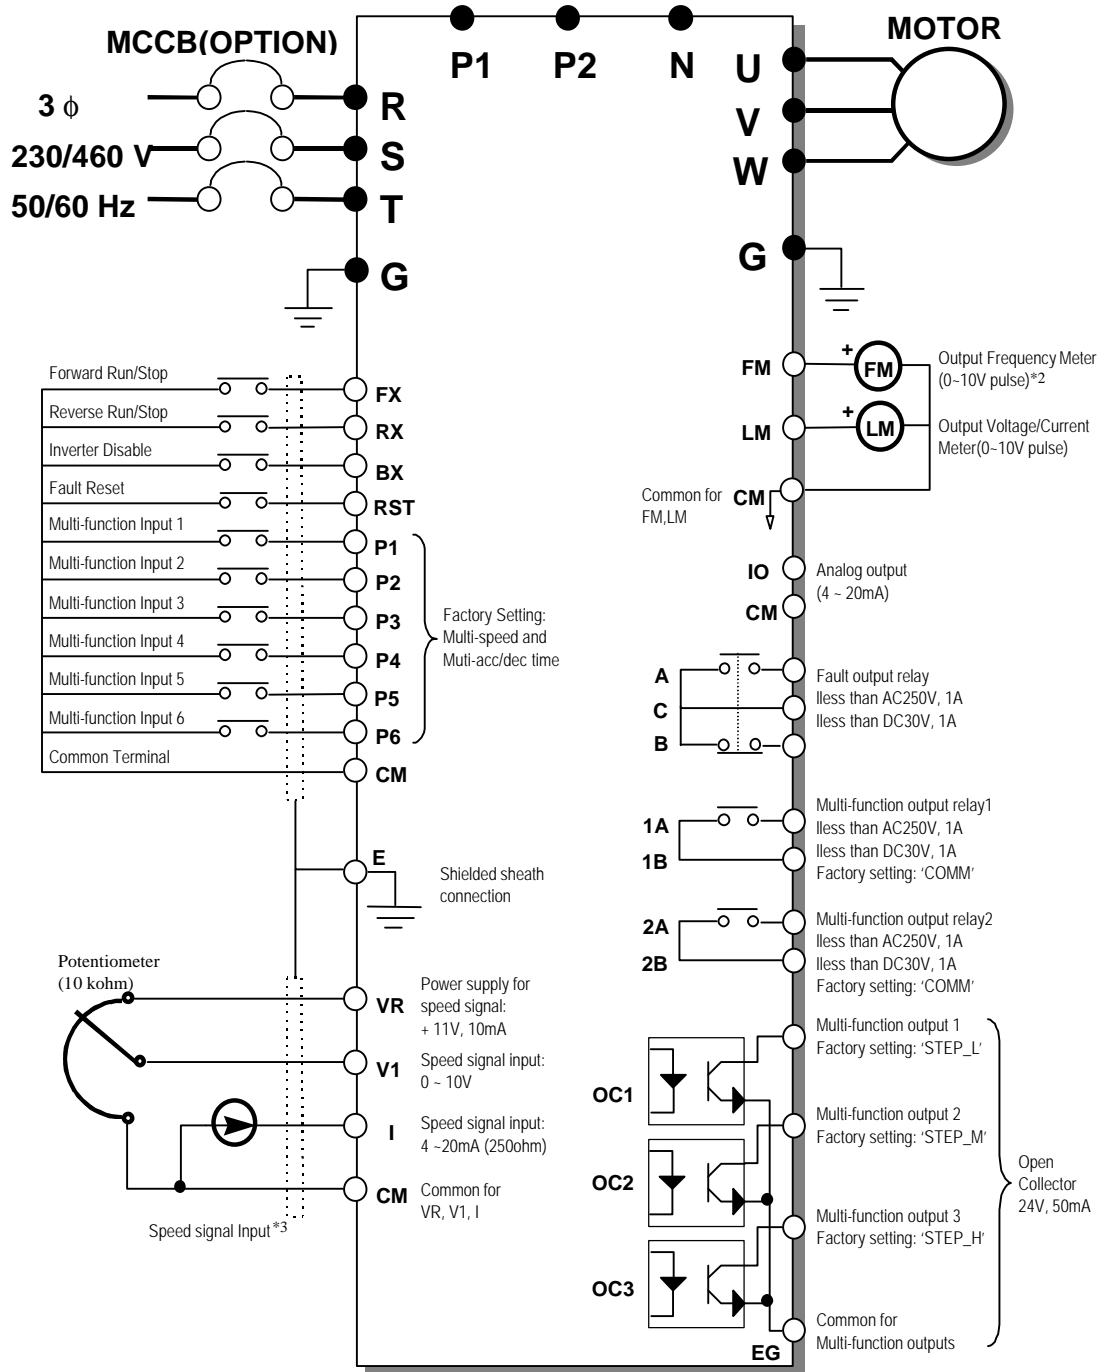 MCCB(OPTION)
3 ϕ
230/460 V
50/60 Hz
R
S
T
G
P1
P2
N
U
V
W
G
MOTOR
Forward Run/Stop
FX
Reverse Run/Stop
RX
Inverter Disable
BX
Fault Reset
RST
Multi-function Input 1
P1
Multi-function Input 2
P2
Multi-function Input 3
P3
Multi-function Input 4
P4
Multi-function Input 5
P5
Multi-function Input 6
P6
Common Terminal
CM
Factory Setting:
Multi-speed and
Muti-acc/dec time
E
Shielded sheath
connection
Potentiometer
(10 kohm)
VR
Power supply for
speed signal:
+ 11V, 10mA
V1
Speed signal input:
0 ~ 10V
I
Speed signal input:
4 ~20mA (250ohm)
CM
Common for
VR, V1, I
Speed signal Input*3
FM
+
FM
Output Frequency Meter
(0~10V pulse)*2
LM
+
LM
Output Voltage/Current
Meter(0~10V pulse)
Common for
FM,LM
CM
IO
Analog output
(4 ~ 20mA)
CM
A
C
B
Fault output relay
lless than AC250V, 1A
lless than DC30V, 1A
1A
1B
Multi-function output relay1
lless than AC250V, 1A
lless than DC30V, 1A
Factory setting: ‘COMM’
2A
2B
Multi-function output relay2
lless than AC250V, 1A
lless than DC30V, 1A
Factory setting: ‘COMM’
OC1
Multi-function output 1
Factory setting: ‘STEP_L’
OC2
Multi-function output 2
Factory setting: ‘STEP_M’
OC3
Multi-function output 3
Factory setting: ‘STEP_H’
Open
Collector
24V, 50mA
EG
Common for
Multi-function outputs